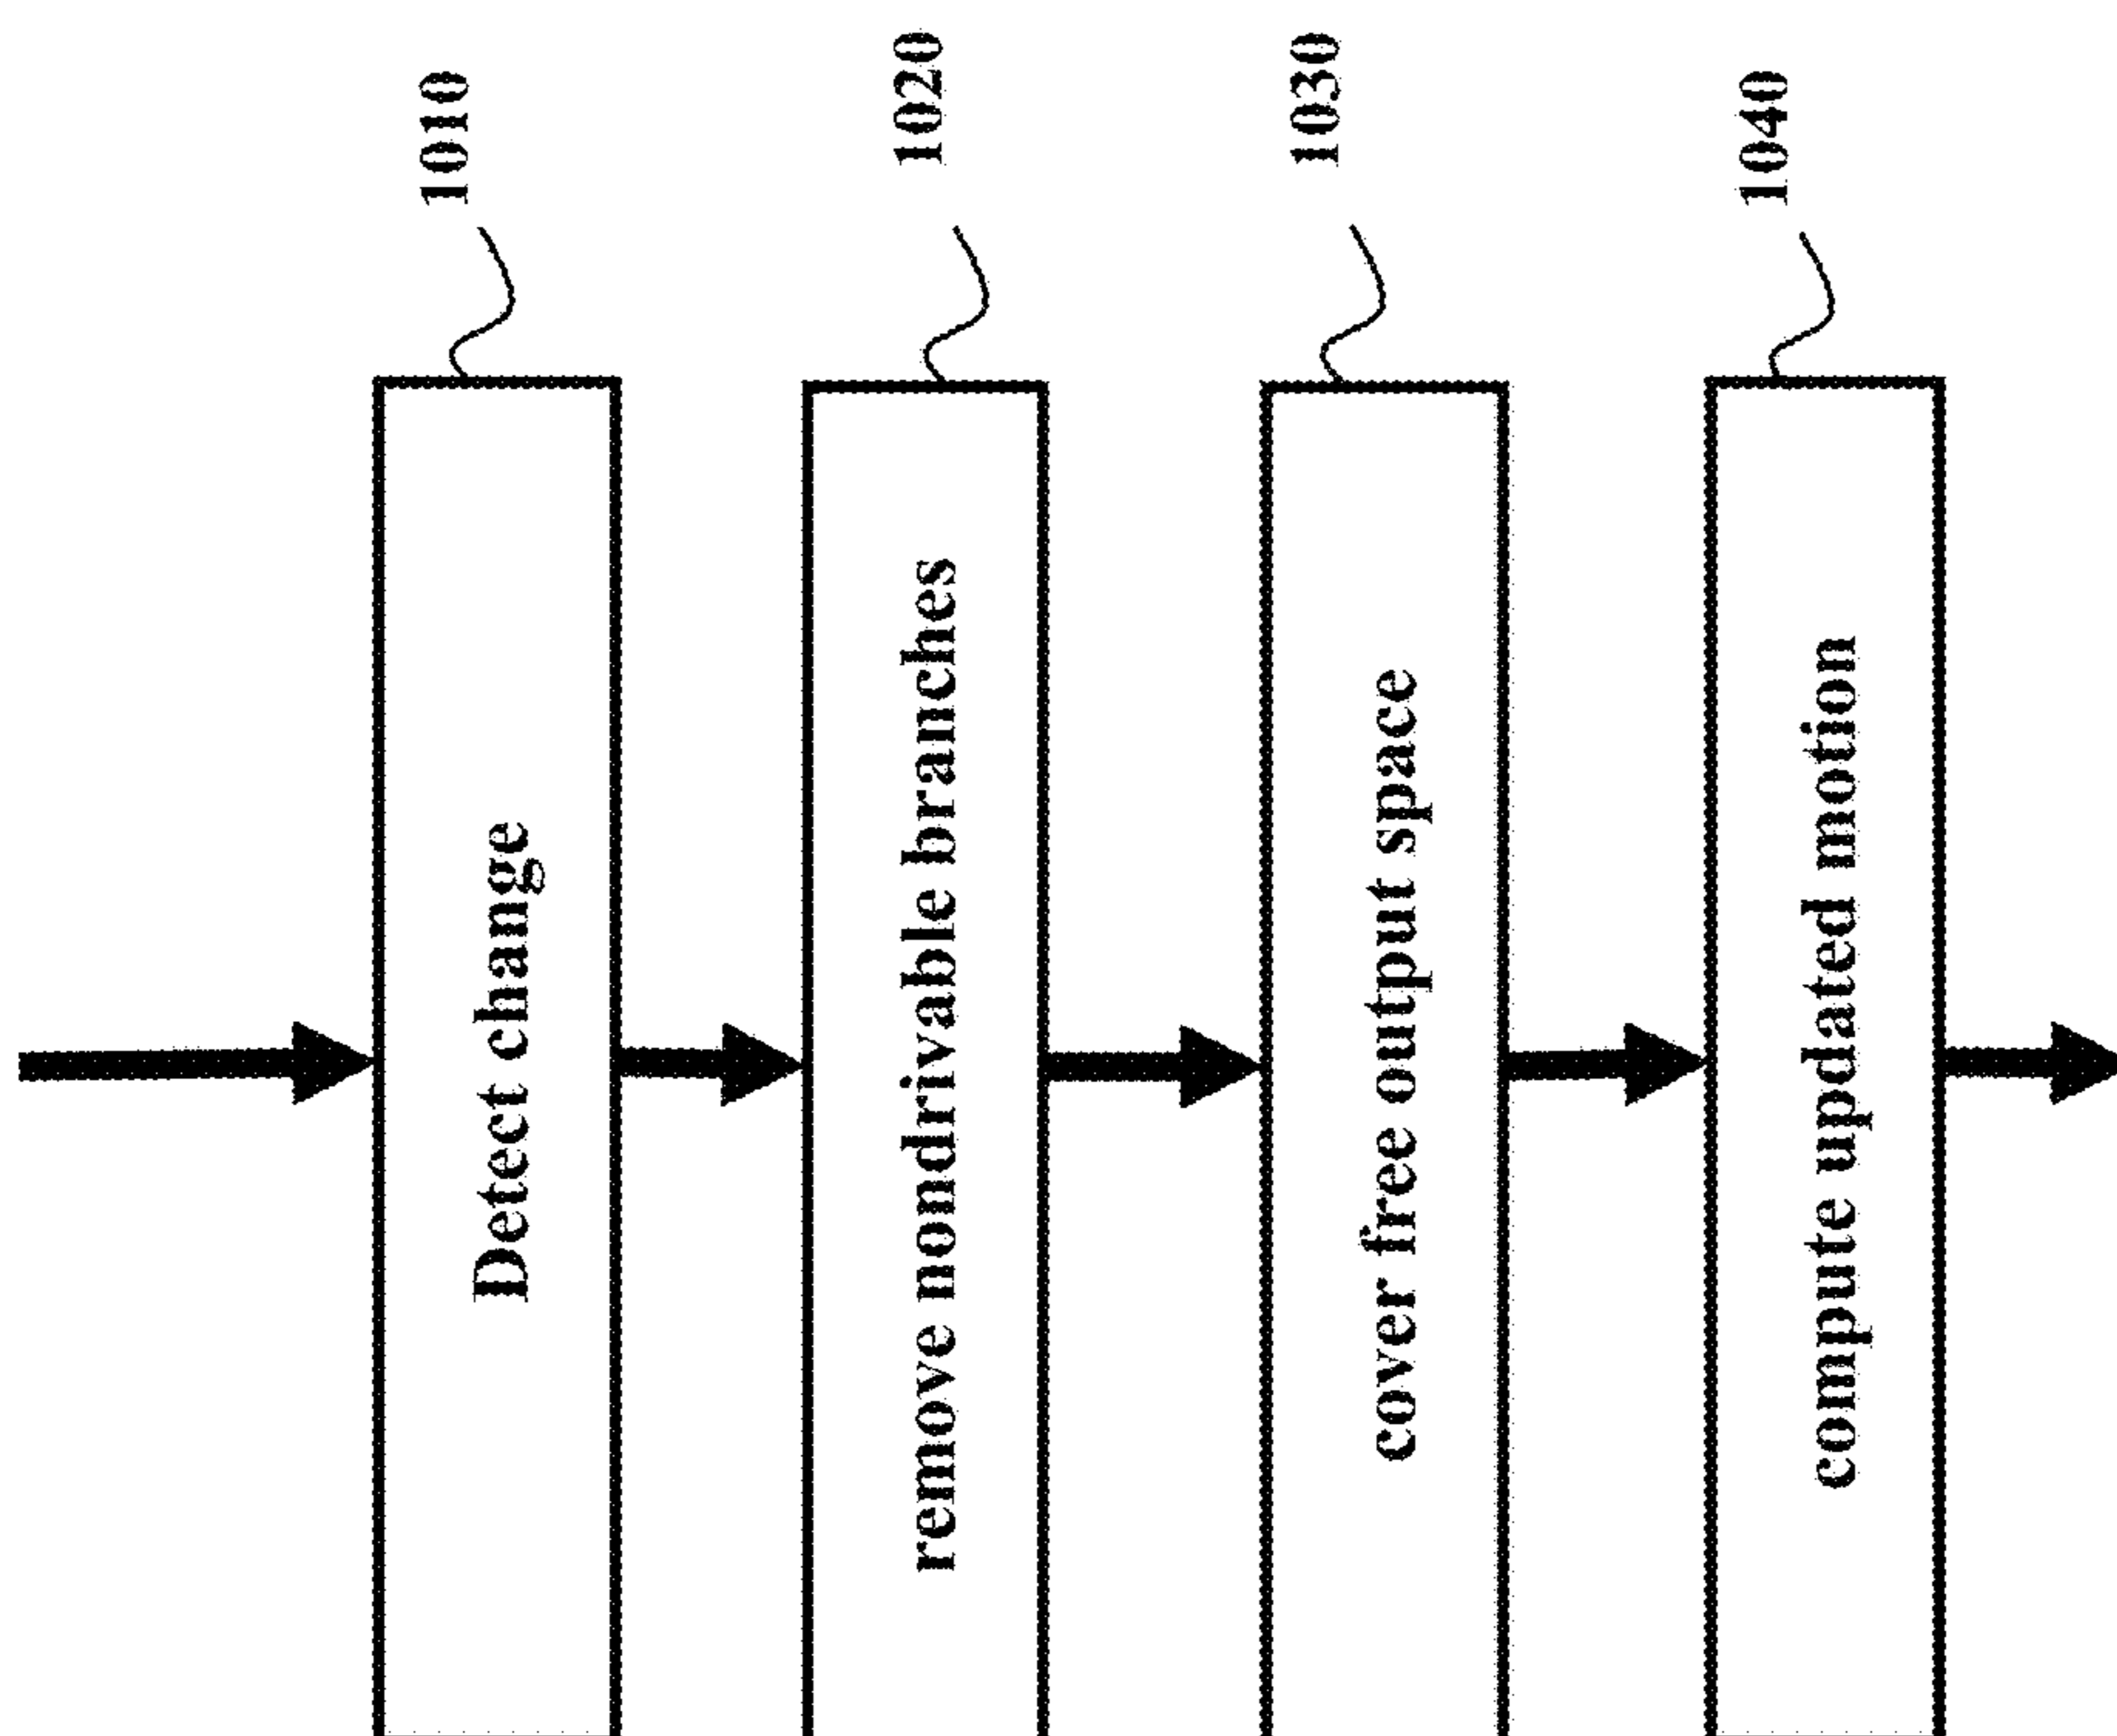 1010
Detect change
1020
remove nondrivable branches
1030
cover free output space
1040
compute updated motion